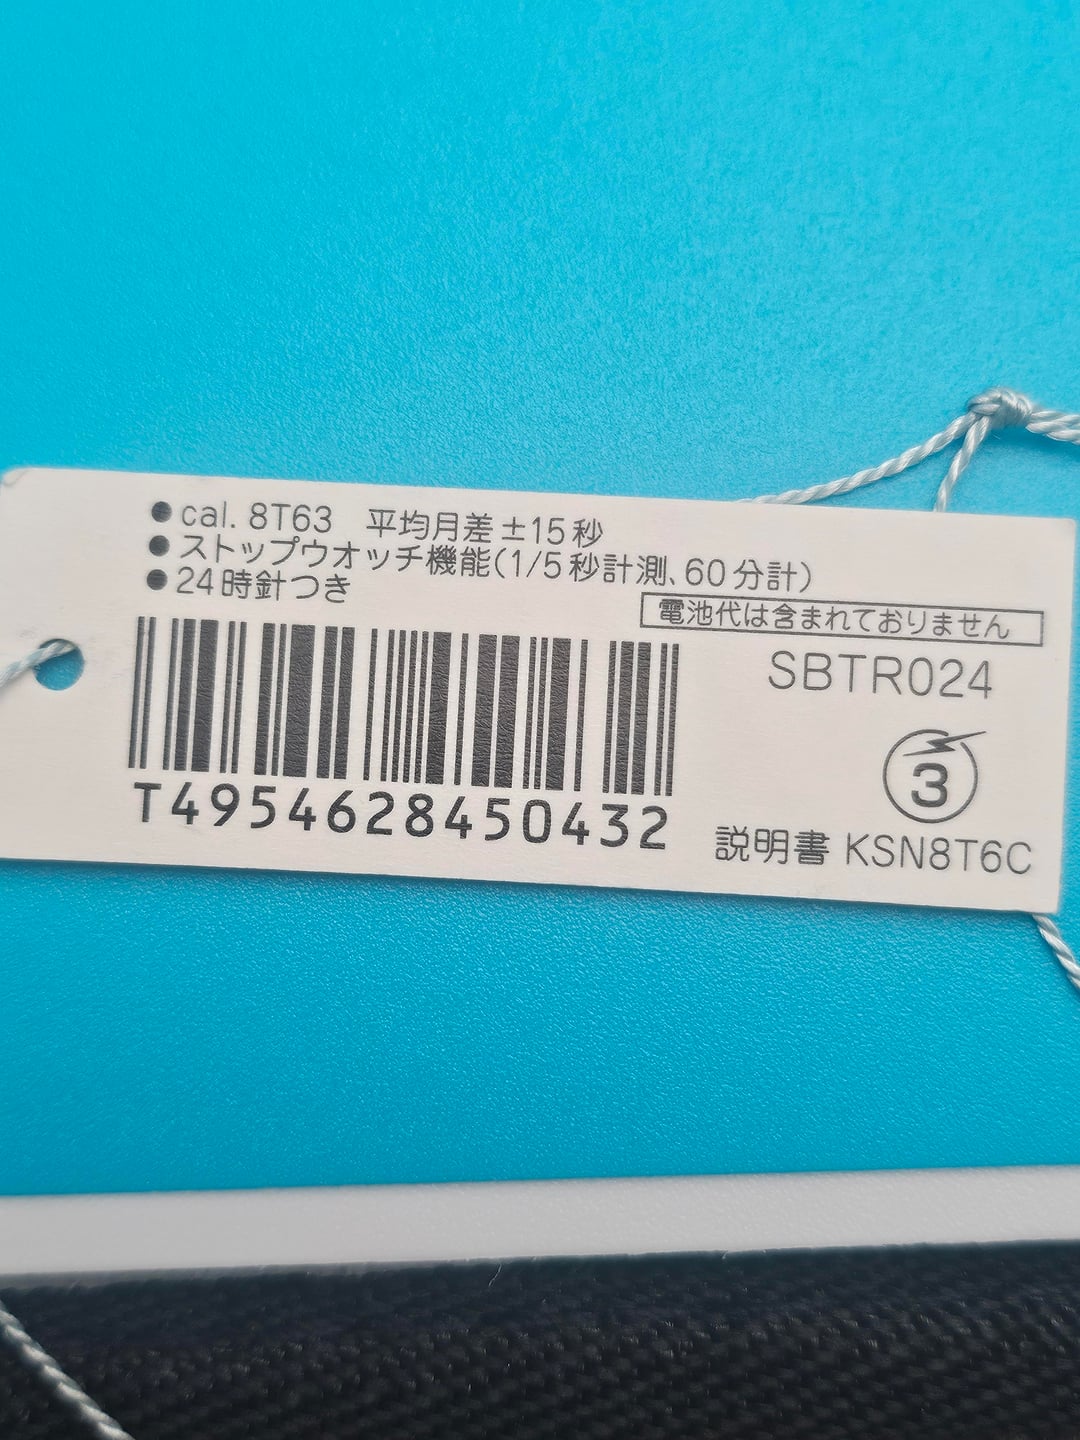 ●cal. 8T63 平均月差±15秒
●ストップウオッチ機能(1/5秒計測、60分計)
●24時針つき
電池代は含まれておりません
SBTR024
3
T4954628450432
説明書 KSN8T6C